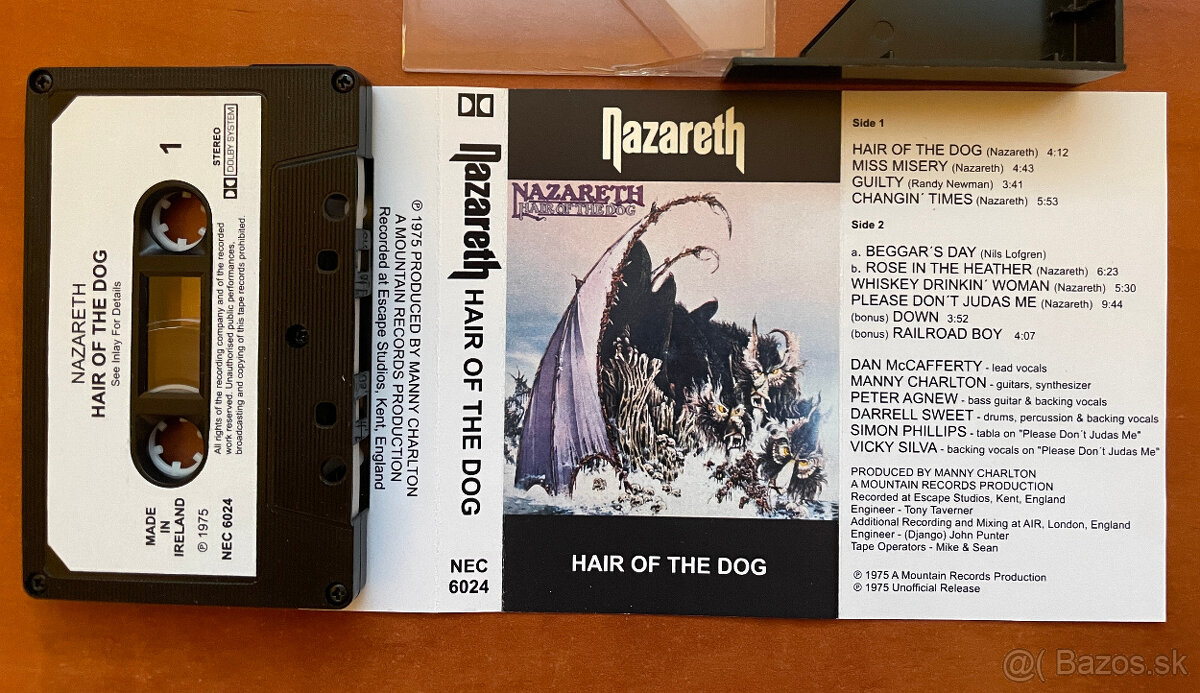 1
STEREO
DOLBY SYSTEM
NAZARETH
HAIR OF THE DOG
See Inlay For Details
All rights of the recording company and of the recorded
work reserved. Unauthorised public performances,
broadcasting and copying of this tape records prohibited.
MADE
IN
IRELAND
℗ 1975
NEC 6024
℗ 1975 PRODUCED BY MANNY CHARLTON
A MOUNTAIN RECORDS PRODUCTION
Recorded at Escape Studios, Kent, England
Nazareth HAIR OF THE DOG
NEC
6024
Nazareth
NAZARETH
HAIR OF THE DOG
HAIR OF THE DOG
Side 1
HAIR OF THE DOG (Nazareth) 4:12
MISS MISERY (Nazareth) 4:43
GUILTY (Randy Newman) 3:41
CHANGIN´ TIMES (Nazareth) 5:53
Side 2
a. BEGGAR´S DAY (Nils Lofgren)
b. ROSE IN THE HEATHER (Nazareth) 6:23
WHISKEY DRINKIN´ WOMAN (Nazareth) 5:30
PLEASE DON´T JUDAS ME (Nazareth) 9:44
(bonus) DOWN 3:52
(bonus) RAILROAD BOY 4:07
DAN McCAFFERTY - lead vocals
MANNY CHARLTON - guitars, synthesizer
PETER AGNEW - bass guitar & backing vocals
DARRELL SWEET - drums, percussion & backing vocals
SIMON PHILLIPS - tabla on "Please Don´t Judas Me"
VICKY SILVA - backing vocals on "Please Don´t Judas Me"
PRODUCED BY MANNY CHARLTON
A MOUNTAIN RECORDS PRODUCTION
Recorded at Escape Studios, Kent, England
Engineer - Tony Taverner
Additional Recording and Mixing at AIR, London, England
Engineer - (Django) John Punter
Tape Operators - Mike & Sean
℗ 1975 A Mountain Records Production
℗ 1975 Unofficial Release
@( Bazos.sk